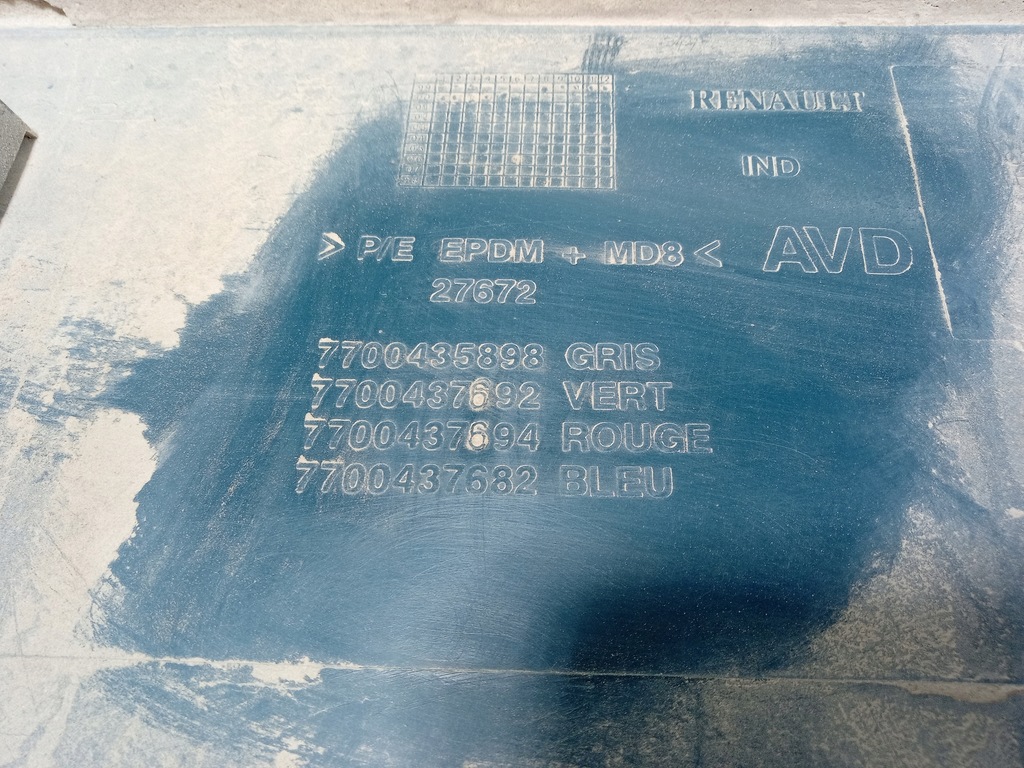 RENAULT
IND
> P/E EPDM + MD8 < AVD
27672
7700435898 GRIS
7700437692 VERT
7700437694 ROUGE
7700437682 BLEU